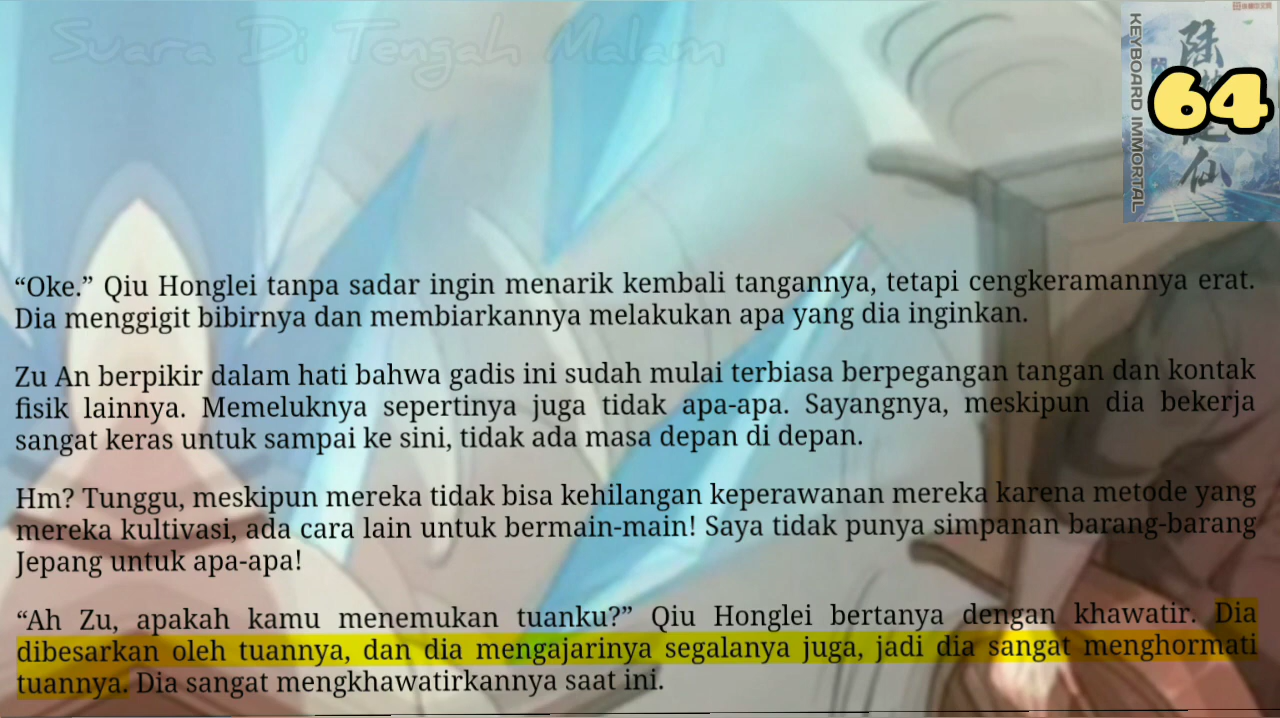 Suara Di Tengah Malam
KEYBOARD IMMORTAL
64
“Oke.” Qiu Honglei tanpa sadar ingin menarik kembali tangannya, tetapi cengkeramannya erat.
Dia menggigit bibirnya dan membiarkannya melakukan apa yang dia inginkan.
Zu An berpikir dalam hati bahwa gadis ini sudah mulai terbiasa berpegangan tangan dan kontak
fisik lainnya. Memeluknya sepertinya juga tidak apa-apa. Sayangnya, meskipun dia bekerja
sangat keras untuk sampai ke sini, tidak ada masa depan di depan.
Hm? Tunggu, meskipun mereka tidak bisa kehilangan keperawanan mereka karena metode yang
mereka kultivasi, ada cara lain untuk bermain-main! Saya tidak punya simpanan barang-barang
Jepang untuk apa-apa!
“Ah Zu, apakah kamu menemukan tuanku?” Qiu Honglei bertanya dengan khawatir. Dia
dibesarkan oleh tuannya, dan dia mengajarinya segalanya juga, jadi dia sangat menghormati
tuannya. Dia sangat mengkhawatirkannya saat ini.